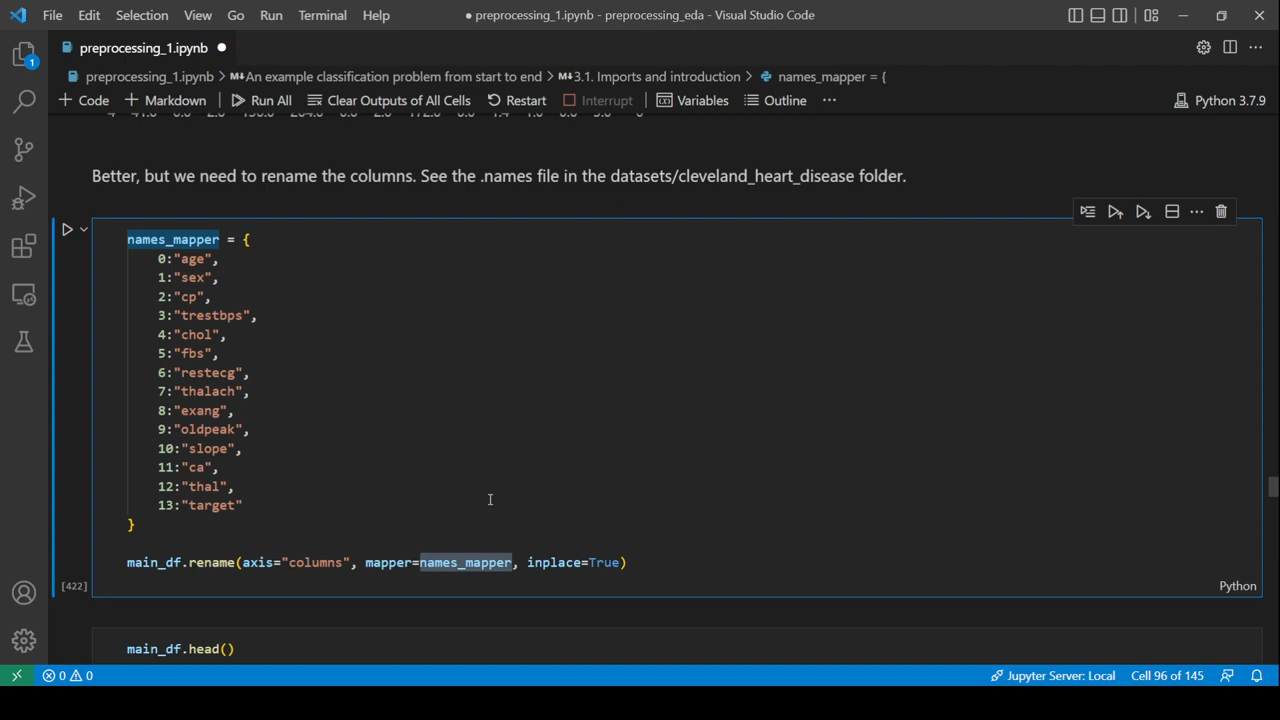 File Edit Selection View Go Run Terminal Help ● preprocessing_1.ipynb - preprocessing_eda - Visual Studio Code
preprocessing_1.ipynb ●
preprocessing_1.ipynb > M↓An example classification problem from start to end > M↓3.1. Imports and introduction > names_mapper = {
+ Code + Markdown Run All Clear Outputs of All Cells Restart Interrupt Variables Outline ··· Python 3.7.9
1
Better, but we need to rename the columns. See the .names file in the datasets/cleveland_heart_disease folder.
names_mapper = {
0:"age",
1:"sex",
2:"cp",
3:"trestbps",
4:"chol",
5:"fbs",
6:"restecg",
7:"thalach",
8:"exang",
9:"oldpeak",
10:"slope",
11:"ca",
12:"thal",
13:"target"
}
main_df.rename(axis="columns", mapper=names_mapper, inplace=True)
[422] Python
main_df.head()
0 0 Jupyter Server: Local Cell 96 of 145